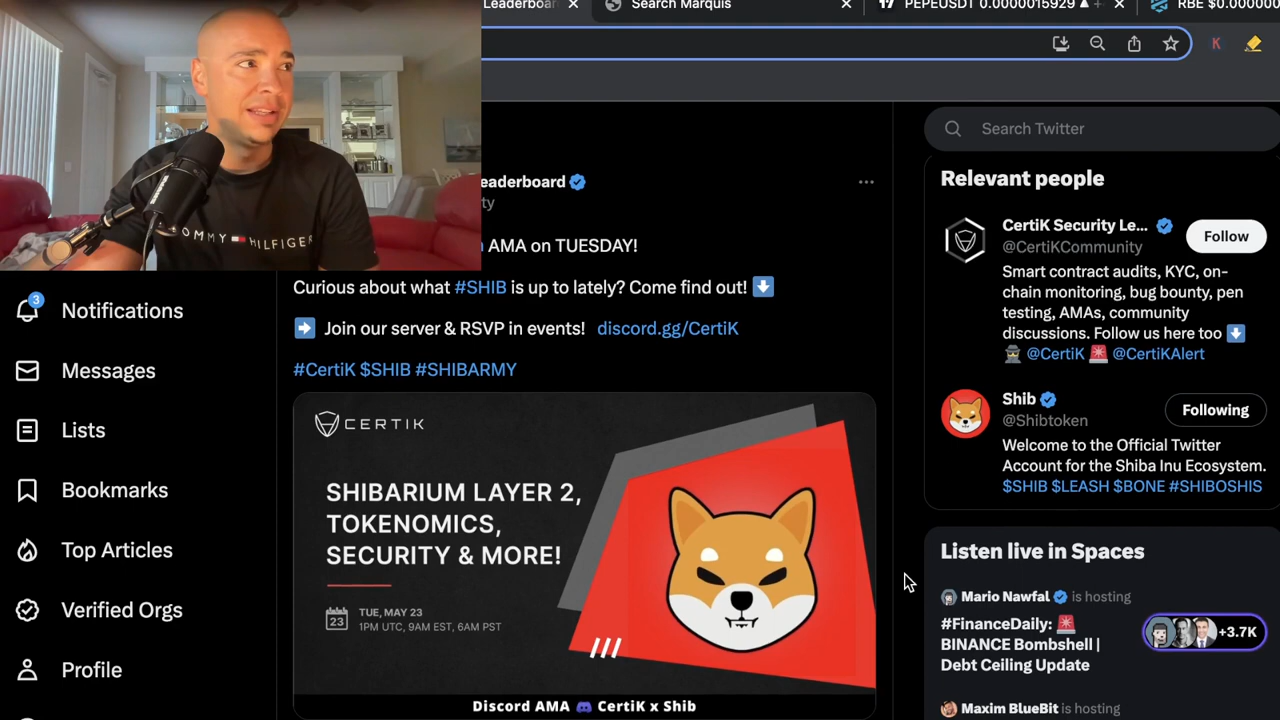 Leaderboar
Search Marquis
PEPEUSDT 0.0000015929
RBE $0.000000
K
TOMMY HILFIGER
eaderboard
ty
AMA on TUESDAY!
Curious about what #SHIB is up to lately? Come find out!
Join our server & RSVP in events! discord.gg/CertiK
#CertiK $SHIB #SHIBARMY
CERTIK
SHIBARIUM LAYER 2,
TOKENOMICS,
SECURITY & MORE!
23
TUE, MAY 23
1PM UTC, 9AM EST, 6AM PST
Discord AMA CertiK x Shib
3
Notifications
Messages
Lists
Bookmarks
Top Articles
Verified Orgs
Profile
Search Twitter
Relevant people
CertiK Security Le...
@CertiKCommunity
Follow
Smart contract audits, KYC, on-
chain monitoring, bug bounty, pen
testing, AMAs, community
discussions. Follow us here too
@CertiK @CertiKAlert
Shib
@Shibtoken
Following
Welcome to the Official Twitter
Account for the Shiba Inu Ecosystem.
$SHIB $LEASH $BONE #SHIBOSHIS
Listen live in Spaces
Mario Nawfal is hosting
#FinanceDaily:
BINANCE Bombshell |
Debt Ceiling Update
+3.7K
Maxim BlueBit is hosting